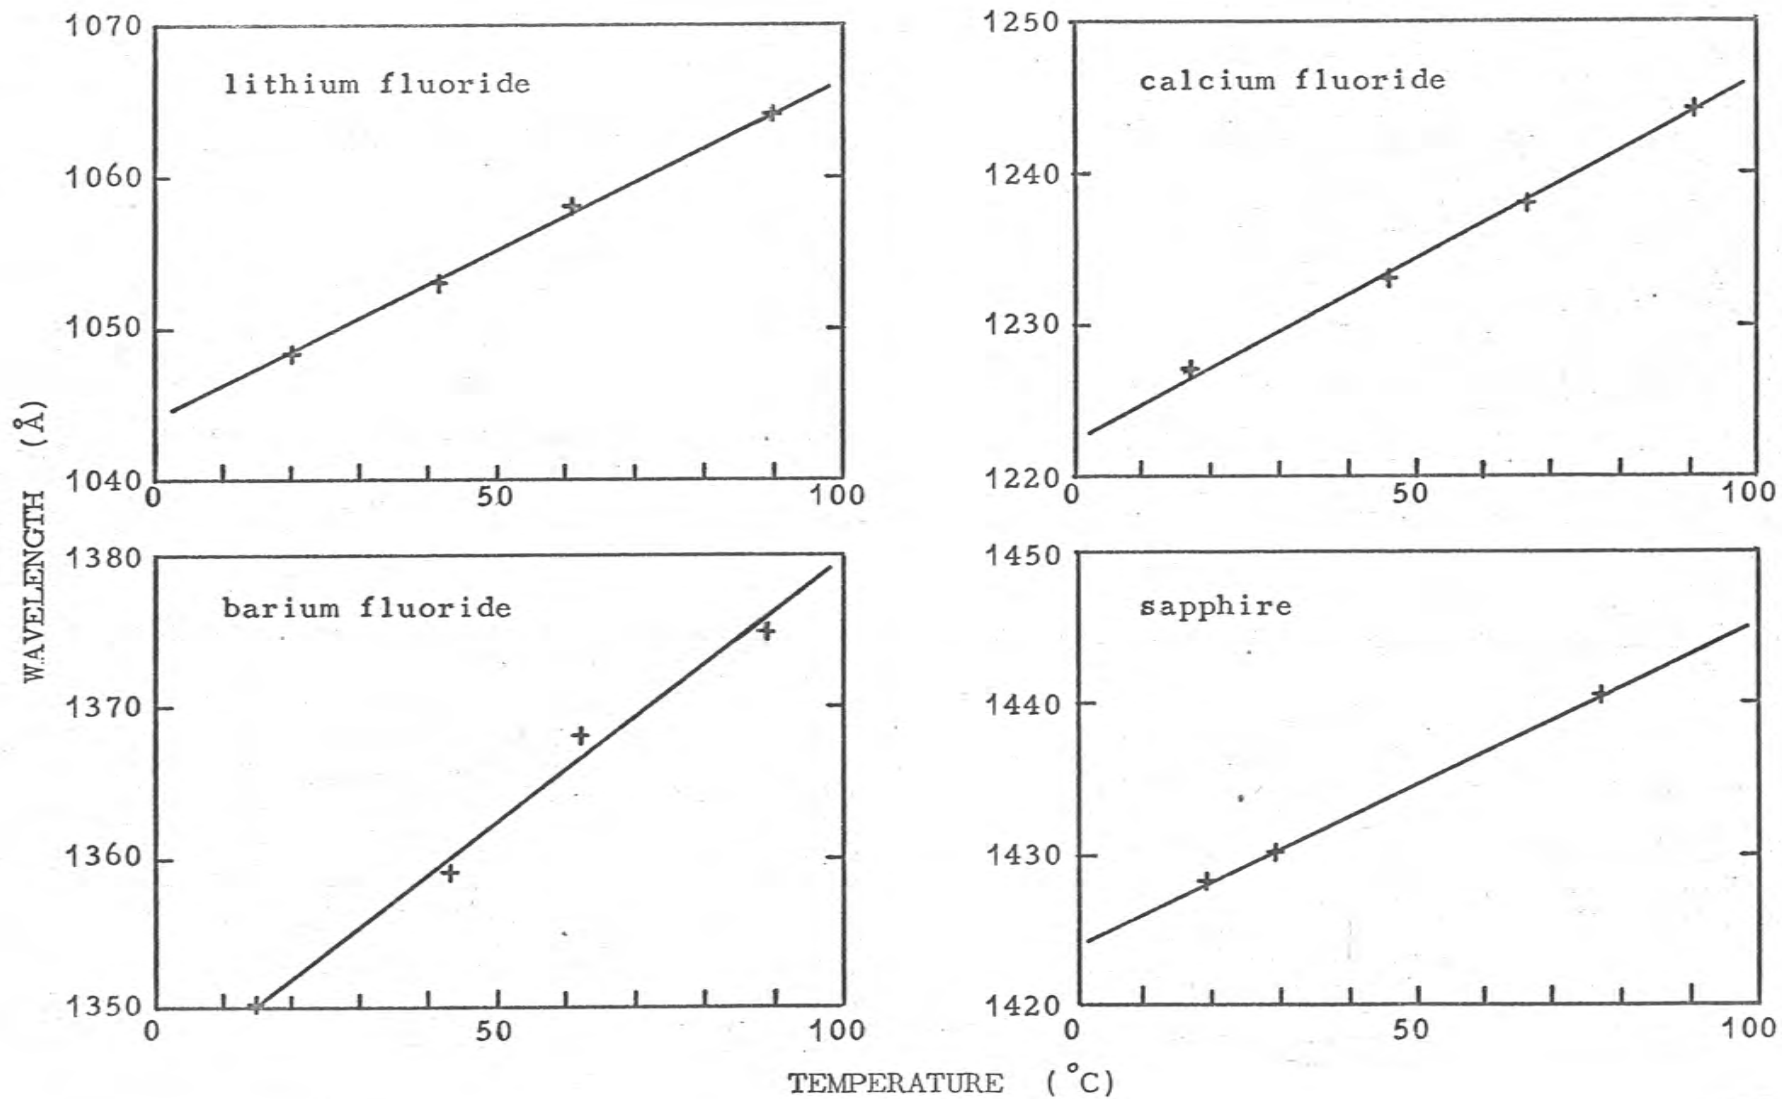 WAVELENGTH (Å)
1070
1060
1050
1040
lithium fluoride
0 50 100
1250
1240
1230
1220
calcium fluoride
0 50 100
1380
1370
1360
1350
barium fluoride
0 50 100
1450
1440
1430
1420
sapphire
0 50 100
TEMPERATURE (°C)